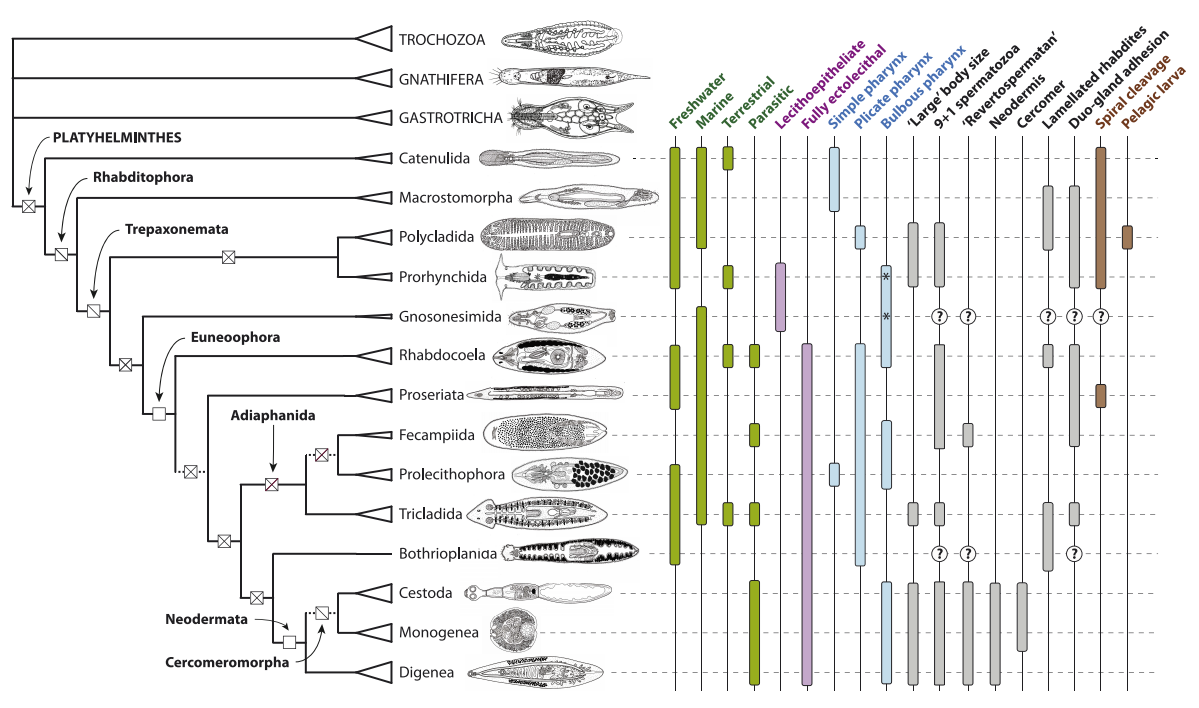 TROCHOZOA
GNATHIFERA
GASTROTRICHA
PLATYHELMINTHES
Catenulida
Rhabditophora
Macrostomorpha
Trepaxonemata
Polycladida
Prorhynchida
Gnosonesimida
Euneoophora
Rhabdocoela
Proseriata
Adiaphanida
Fecampiida
Prolecithophora
Tricladida
Bothrioplanida
Cestoda
Neodermata
Monogenea
Cercomeromorpha
Digenea
Freshwater
Marine
Terrestrial
Parasitic
Lecithoepitheliate
Fully ectolecithal
Simple pharynx
Plicate pharynx
Bulbous pharynx
‘Large’ body size
9+1 spermatozoa
‘Revertospermatan’
Neodermis
Cercomer
Lamellated rhabdites
Duo-gland adhesion
Spiral cleavage
Pelagic larva
*
* ? ? ? ? ?
? ? ?